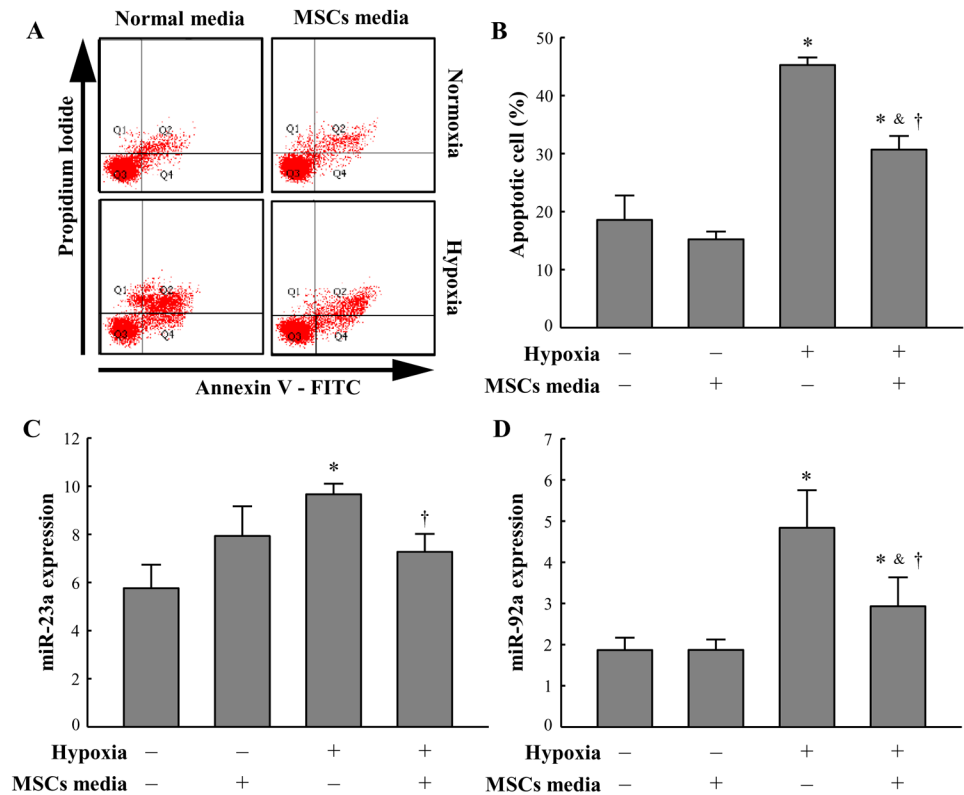 A
Normal media
MSCs media
Propidium Iodide
Normoxia
Hypoxia
Q1 Q2
Q3 Q4
Q1 Q2
Q3 Q4
Q1 Q2
Q3 Q4
Q1 Q2
Q3 Q4
Annexin V - FITC
B
Apoptotic cell (%)
50
40
30
20
10
0
*
* & †
Hypoxia – – + +
MSCs media – + – +
C
miR-23a expression
12
10
8
6
4
2
0
*
†
Hypoxia – – + +
MSCs media – + – +
D
miR-92a expression
7
6
5
4
3
2
1
0
*
* & †
Hypoxia – – + +
MSCs media – + – +